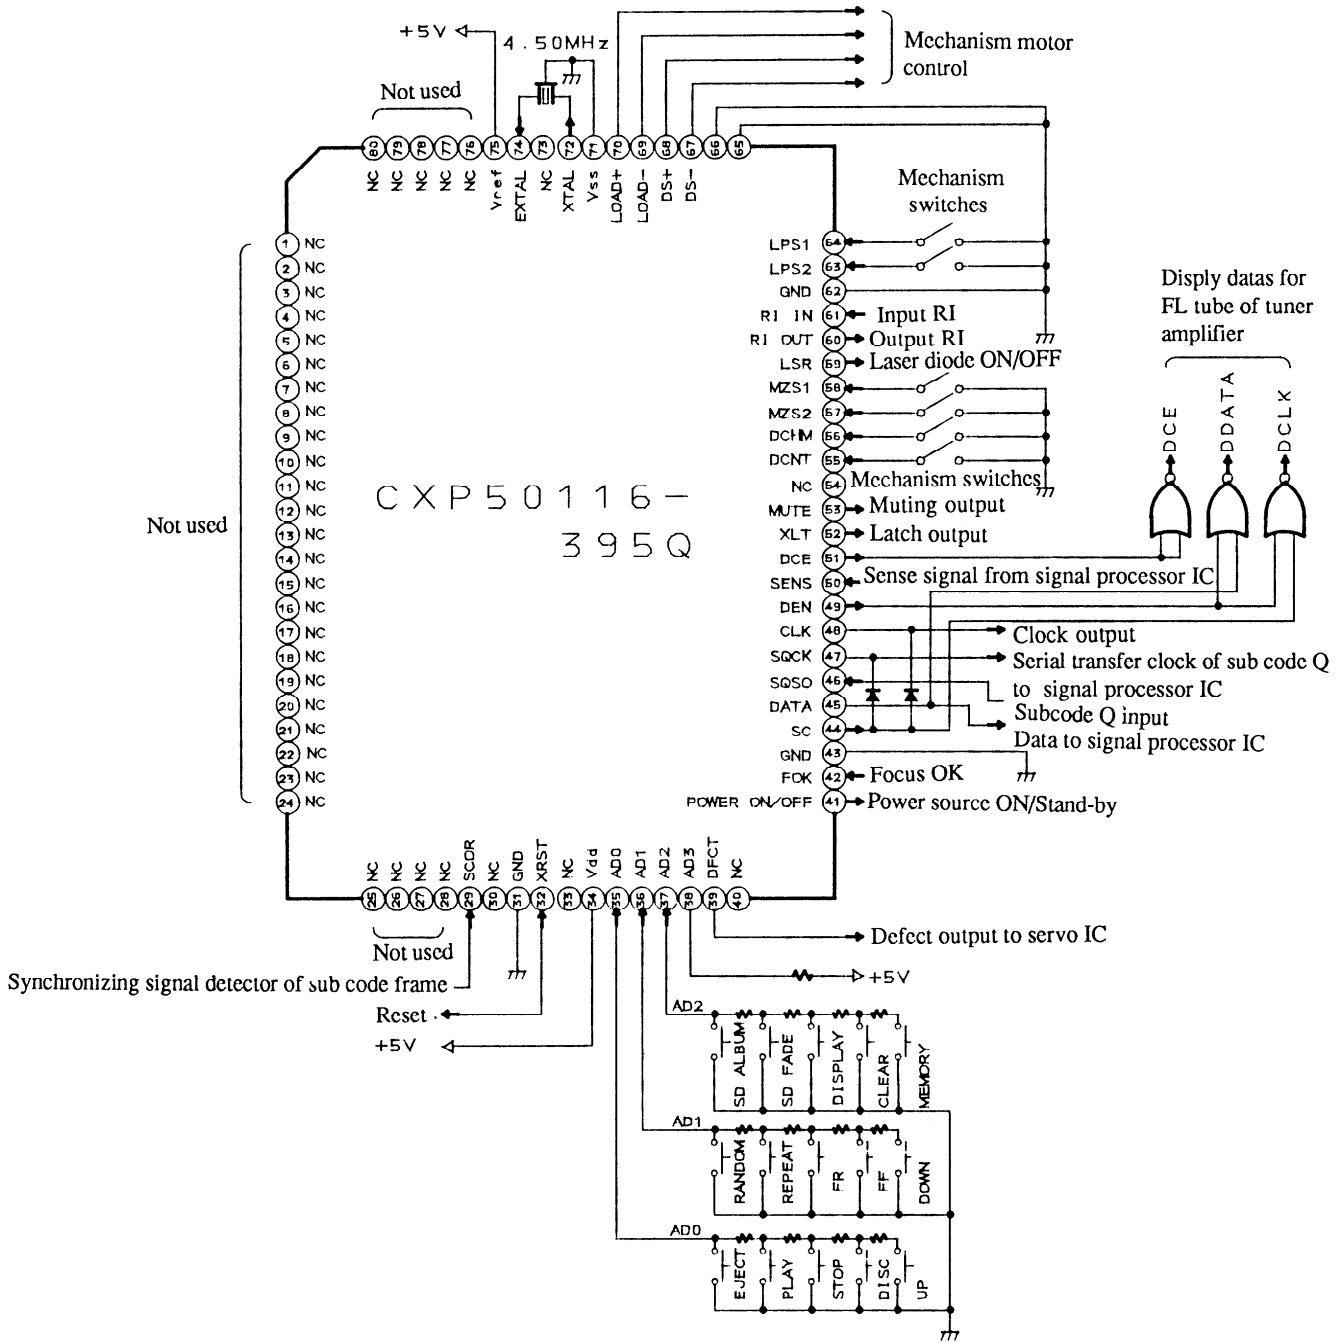 +5V
4.50MHz
Mechanism motor
control
Not used
80 79 78 77 76 75 74 73 72 71 70 69 68 67 66 65
NC NC NC NC NC Vref EXTAL NC XTAL Vss LOAD+ LOAD- DS+ DS-
Mechanism
switches
1 NC
2 NC
3 NC
4 NC
5 NC
6 NC
7 NC
8 NC
9 NC
10 NC
11 NC
12 NC
13 NC
14 NC
15 NC
16 NC
17 NC
18 NC
19 NC
20 NC
21 NC
22 NC
23 NC
24 NC
Not used
CXP50116-
395Q
LPS1 64
LPS2 63
GND 62
RI IN 61 Input RI
RI OUT 60 Output RI
LSR 59 Laser diode ON/OFF
MZS1 58
MZS2 57
DCHM 56
DCNT 55
NC 54 Mechanism switches
MUTE 53 Muting output
XLT 52 Latch output
DCE 51
SENS 50 Sense signal from signal processor IC
DEN 49
CLK 48 Clock output
SQCK 47 Serial transfer clock of sub code Q
to signal processor IC
SQSO 46 Subcode Q input
DATA 45 Data to signal processor IC
SC 44
GND 43
FOK 42 Focus OK
POWER ON/OFF 41 Power source ON/Stand-by
Disply datas for
FL tube of tuner
amplifier
DCE DDATA DCLK
NC NC NC NC SCOR NC GND XRST NC Vdd AD0 AD1 AD2 AD3 DFCT NC
25 26 27 28 29 30 31 32 33 34 35 36 37 38 39 40
Not used
Defect output to servo IC
Synchronizing signal detector of sub code frame
+5V
Reset
+5V
AD2
SD ALBUM SD FADE DISPLAY CLEAR MEMORY
AD1
RANDOM REPEAT FR FF DOWN
AD0
EJECT PLAY STOP DISC UP